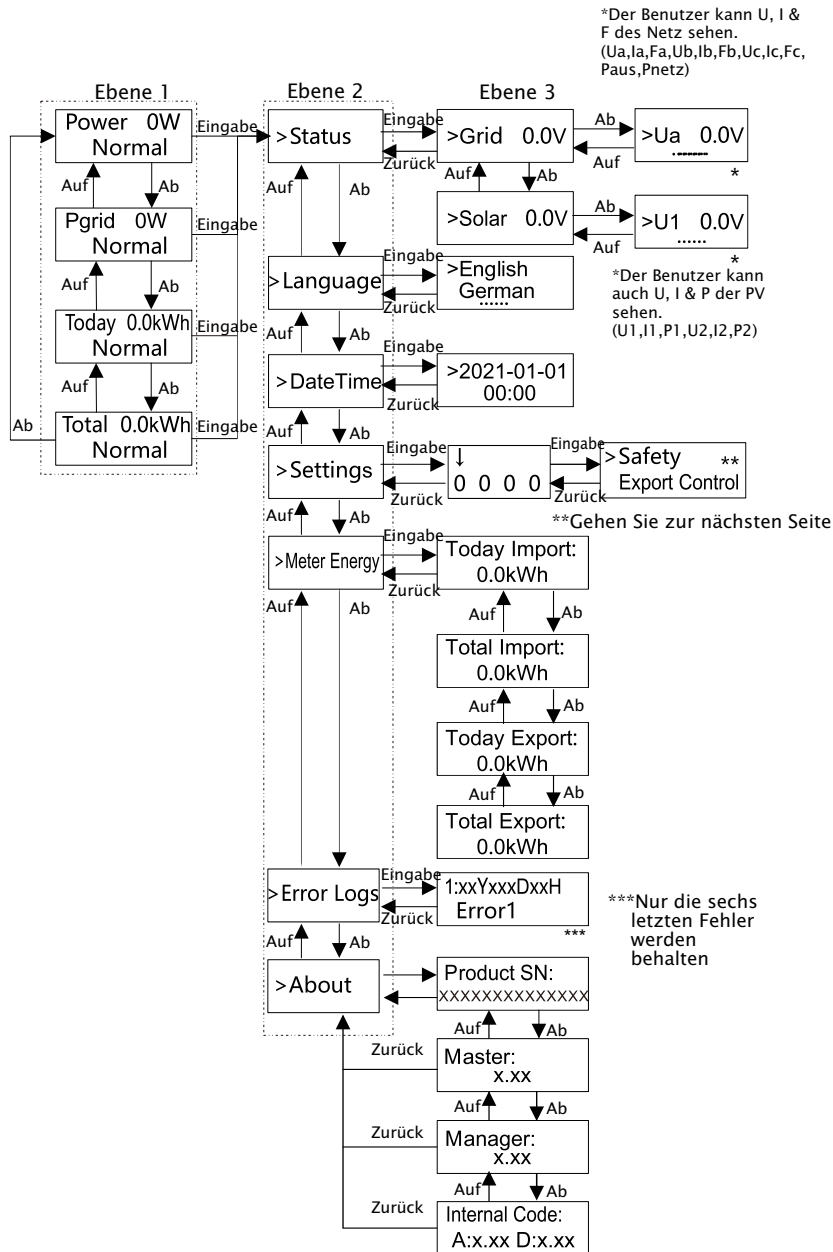 *Der Benutzer kann U, I &
F des Netz sehen.
(Ua,Ia,Fa,Ub,Ib,Fb,Uc,Ic,Fc,
Paus,Pnetz)
Ebene 1
Ebene 2
Ebene 3
Power 0W
Normal
Eingabe
>Status
Eingabe
Zurück
>Grid 0.0V
Ab
Auf
>Ua 0.0V
.......
*
Auf
Ab
Auf
Ab
Auf
Ab
Pgrid 0W
Normal
Eingabe
>Solar 0.0V
Ab
Auf
>U1 0.0V
......
*
*Der Benutzer kann
auch U, I & P der PV
sehen.
(U1,I1,P1,U2,I2,P2)
Auf
Ab
>Language
Eingabe
Zurück
>English
German
......
Today 0.0kWh
Normal
Eingabe
Auf
Ab
Auf
Ab
>DateTime
Eingabe
Zurück
>2021-01-01
00:00
Ab
Total 0.0kWh
Normal
Eingabe
Auf
Ab
>Settings
Eingabe
Zurück
↓
0 0 0 0
Eingabe
Zurück
>Safety **
Export Control
**Gehen Sie zur nächsten Seite
Auf
Ab
>Meter Energy
Eingabe
Zurück
Today Import:
0.0kWh
Auf
Ab
Auf
Ab
Total Import:
0.0kWh
Auf
Ab
Today Export:
0.0kWh
Auf
Ab
Total Export:
0.0kWh
>Error Logs
Eingabe
Zurück
1:xxYxxxDxxH
Error1
***
***Nur die sechs
letzten Fehler
werden
behalten
Auf
Ab
>About
Product SN:
XXXXXXXXXXXXXX
Auf
Ab
Zurück
Master:
x.xx
Auf
Ab
Zurück
Manager:
x.xx
Auf
Ab
Zurück
Internal Code:
A:x.xx D:x.xx